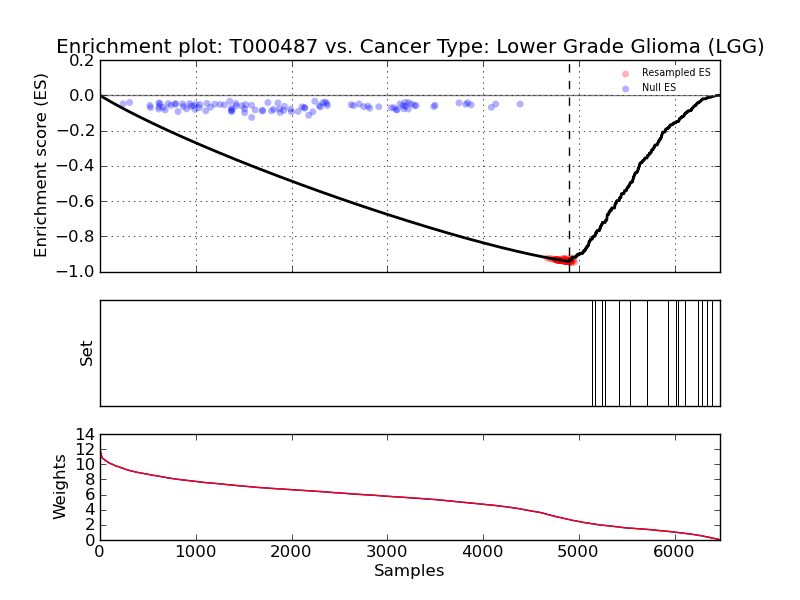 Enrichment plot: T000487 vs. Cancer Type: Lower Grade Glioma (LGG)
Enrichment score (ES)
0.2
0.0
−0.2
−0.4
−0.6
−0.8
−1.0
Resampled ES
Null ES
Set
Weights
14
12
10
8
6
4
2
0
0 1000 2000 3000 4000 5000 6000
Samples